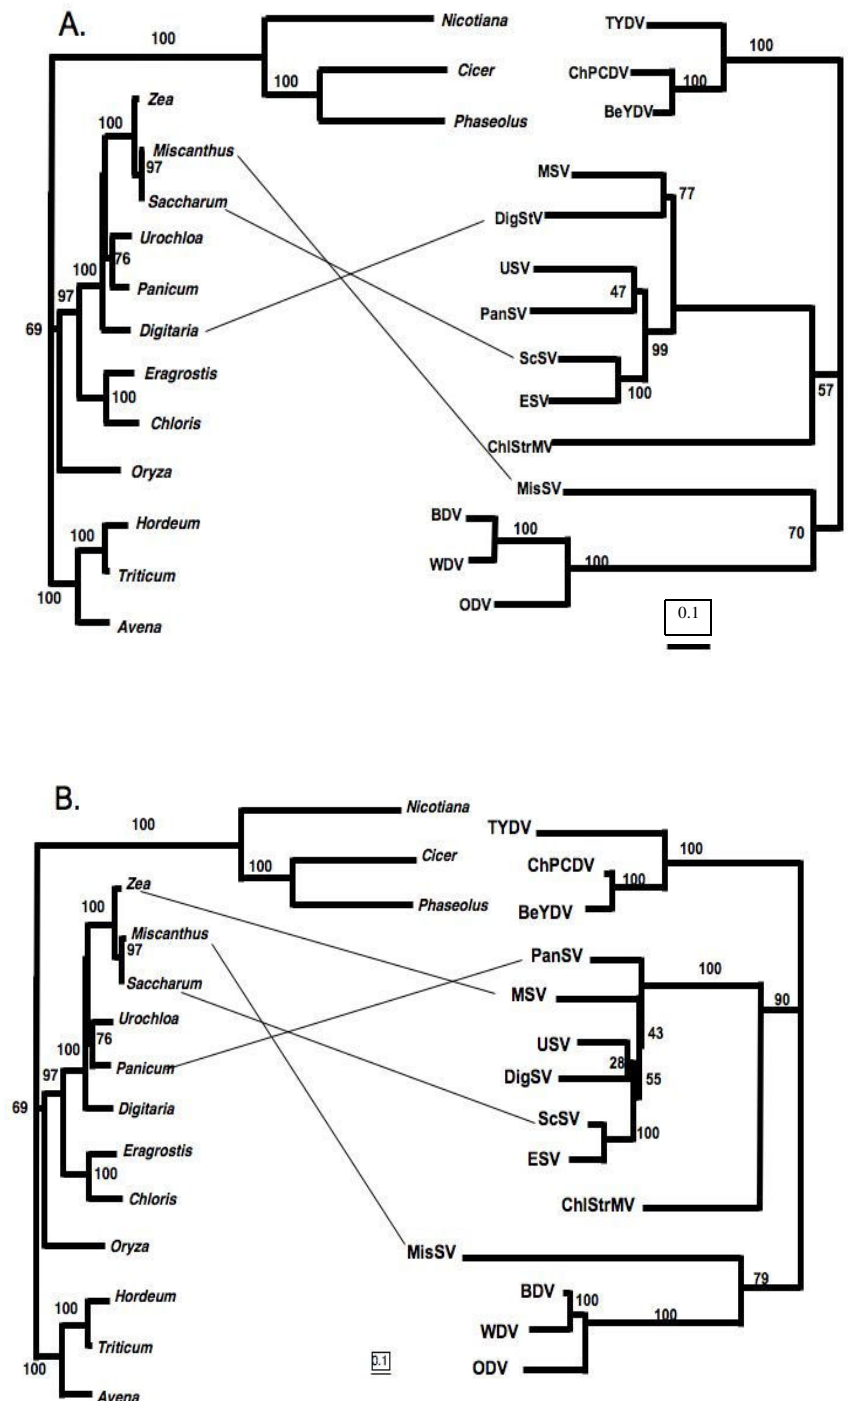 A.
100
Nicotiana
100
Cicer
Phaseolus
Zea
100
Miscanthus
97
Saccharum
Urochloa
76
100
Panicum
97
Digitaria
69
Eragrostis
100
Chloris
Oryza
Hordeum
100
Triticum
100
Avena
TYDV
100
ChPCDV
100
BeYDV
MSV
77
DigStV
USV
47
PanSV
99
ScSV
100
ESV
57
ChlStrMV
MisSV
70
BDV
100
WDV
100
ODV
0.1
B.
100
Nicotiana
100
Cicer
Phaseolus
Zea
100
Miscanthus
97
Saccharum
Urochloa
76
100
Panicum
97
Digitaria
69
Eragrostis
100
Chloris
Oryza
Hordeum
100
Triticum
100
Avena
TYDV
100
ChPCDV
100
BeYDV
PanSV
100
MSV
90
43
USV
28
DigSV
55
ScSV
100
ESV
ChlStrMV
MisSV
79
BDV
100
100
WDV
ODV
0.1